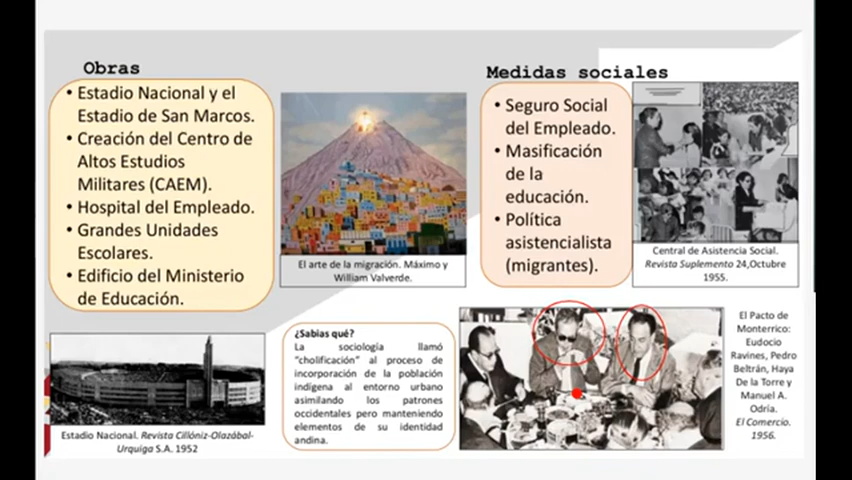 Obras
• Estadio Nacional y el
Estadio de San Marcos.
• Creación del Centro de
Altos Estudios
Militares (CAEM).
• Hospital del Empleado.
• Grandes Unidades
Escolares.
• Edificio del Ministerio
de Educación.
El arte de la migración. Máximo y
William Valverde.
Medidas sociales
• Seguro Social
del Empleado.
• Masificación
de la
educación.
• Política
asistencialista
(migrantes).
Central de Asistencia Social.
Revista Suplemento 24,Octubre
1955.
Estadio Nacional. Revista Cillóniz-Olazábal-
Urquiga S.A. 1952
¿Sabias qué?
La sociología llamó
"cholificación" al proceso de
incorporación de la población
indígena al entorno urbano
asimilando los patrones
occidentales pero manteniendo
elementos de su identidad
andina.
El Pacto de
Monterrico:
Eudocio
Ravines, Pedro
Beltrán, Haya
De la Torre y
Manuel A.
Odría.
El Comercio.
1956.